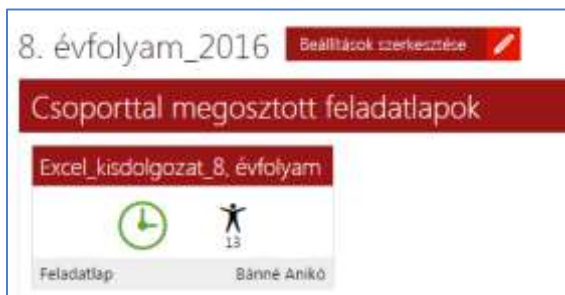 8. évfolyam_2016
Beállítások szerkesztése
Csoporttal megosztott feladatlapok
Excel_kisdolgozat_8, évfolyam
13
Feladatlap
Bánné Anikó